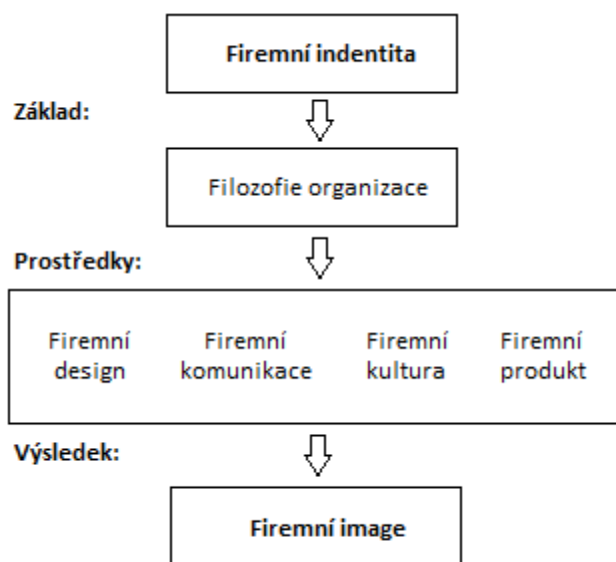 Firemní indentita
Základ:
Filozofie organizace
Prostředky:
Firemní design
Firemní komunikace
Firemní kultura
Firemní produkt
Výsledek:
Firemní image